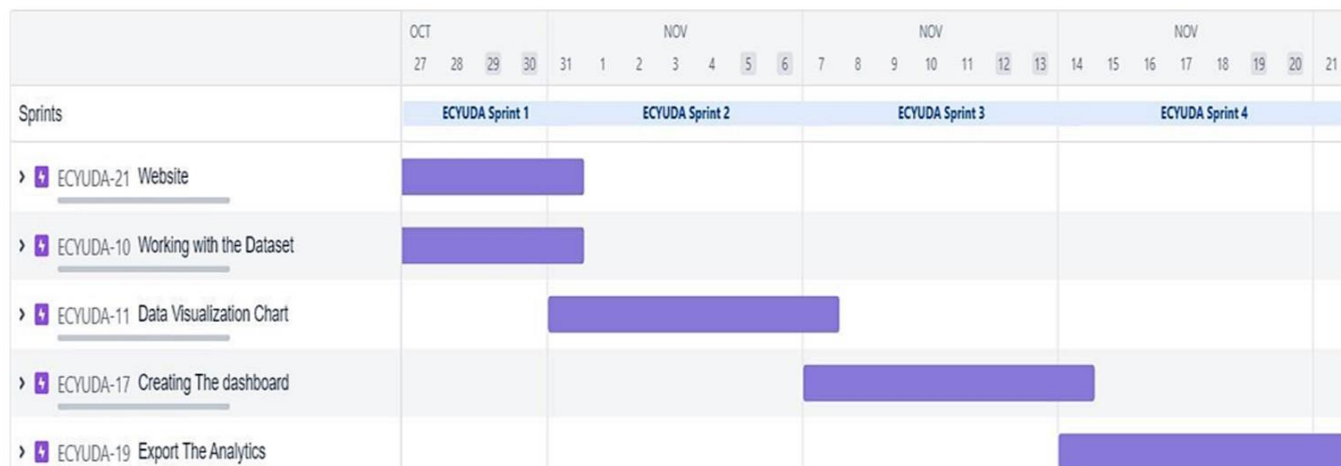 OCT NOV NOV NOV
27 28 29 30 31 1 2 3 4 5 6 7 8 9 10 11 12 13 14 15 16 17 18 19 20 21
Sprints ECYUDA Sprint 1 ECYUDA Sprint 2 ECYUDA Sprint 3 ECYUDA Sprint 4
ECYUDA-21 Website
ECYUDA-10 Working with the Dataset
ECYUDA-11 Data Visualization Chart
ECYUDA-17 Creating The dashboard
ECYUDA-19 Export The Analytics